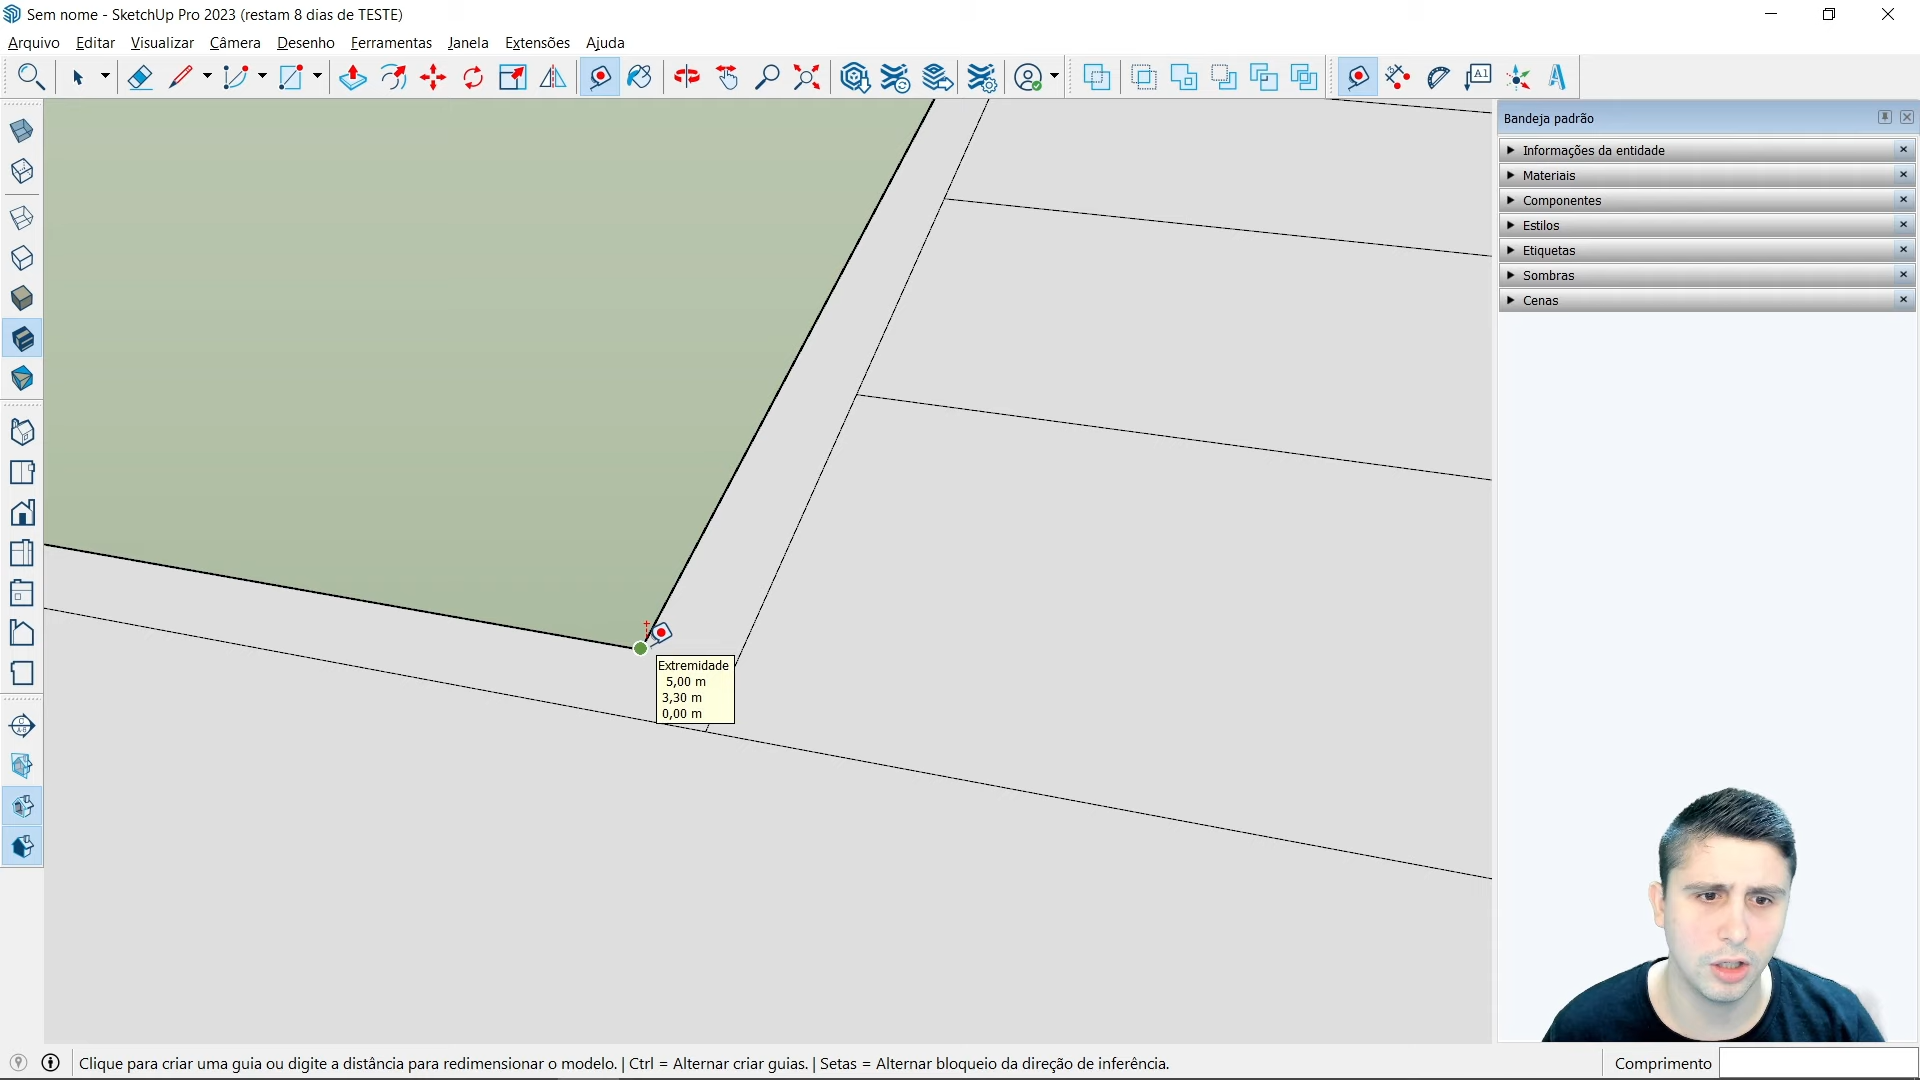 Sem nome - SketchUp Pro 2023 (restam 8 dias de TESTE)
Arquivo Editar Visualizar Câmera Desenho Ferramentas Janela Extensões Ajuda
A1
Bandeja padrão
Informações da entidade
Materiais
Componentes
Estilos
Etiquetas
Sombras
Cenas
Extremidade
5,00 m
3,30 m
0,00 m
Clique para criar uma guia ou digite a distância para redimensionar o modelo. | Ctrl = Alternar criar guias. | Setas = Alternar bloqueio da direção de inferência.
Comprimento